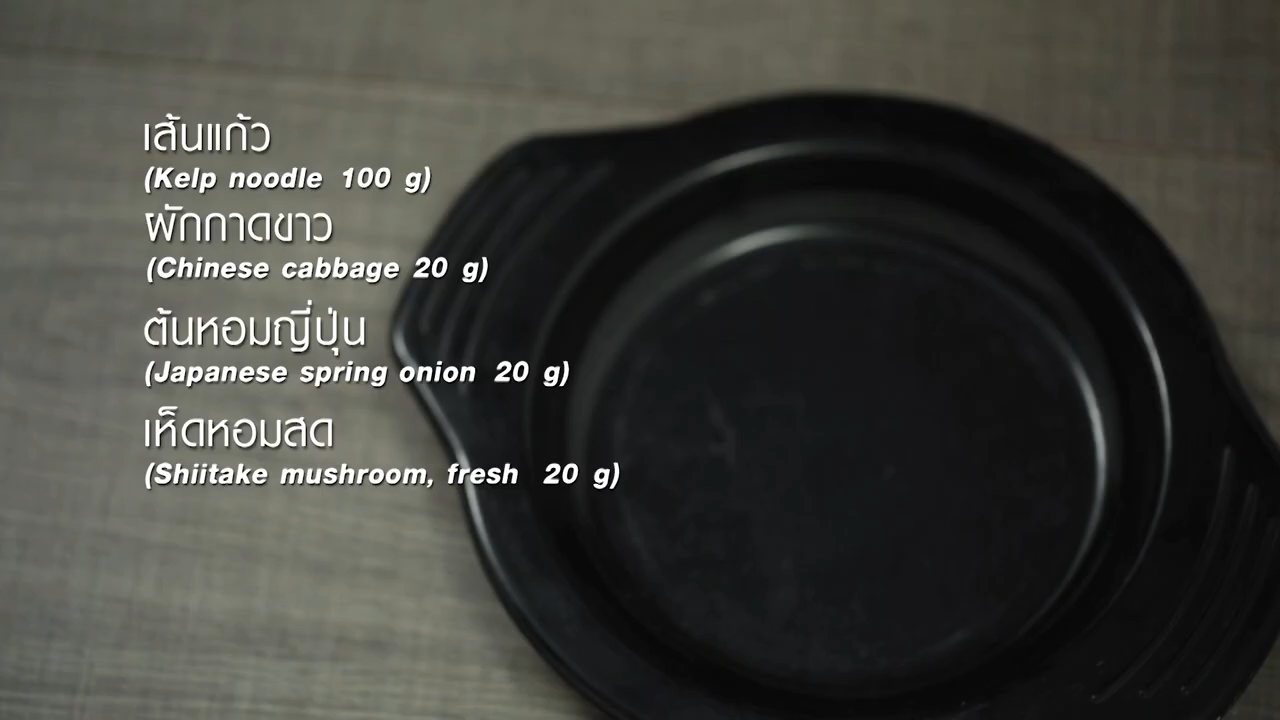 เส้นแก้ว
(Kelp noodle 100 g)
ผักกาดขาว
(Chinese cabbage 20 g)
ต้นหอมญี่ปุ่น
(Japanese spring onion 20 g)
เห็ดหอมสด
(Shiitake mushroom, fresh 20 g)